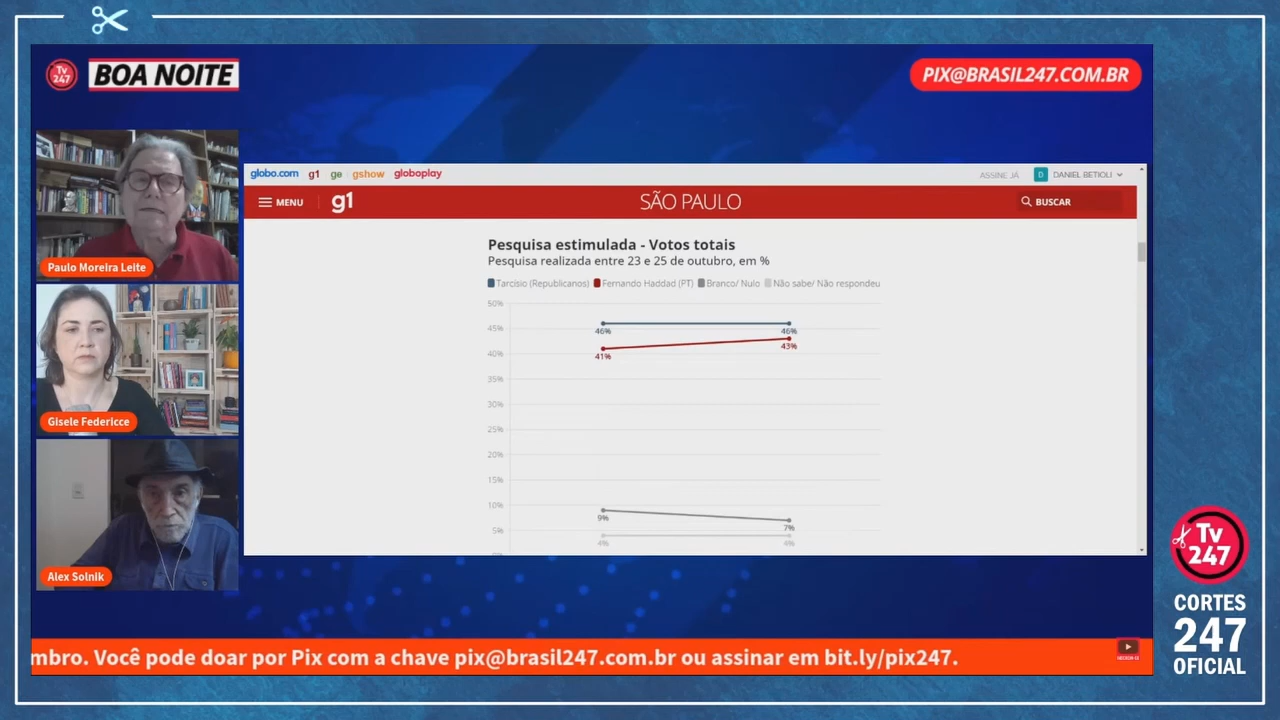 Tv 247
BOA NOITE
PIX@BRASIL247.COM.BR
Paulo Moreira Leite
Gisele Federicce
Alex Solnik
globo.com g1 ge gshow globoplay
ASSINE JÁ D DANIEL BETIOLI
MENU g1 SÃO PAULO BUSCAR
Pesquisa estimulada - Votos totais
Pesquisa realizada entre 23 e 25 de outubro, em %
Tarcísio (Republicanos) Fernando Haddad (PT) Branco/ Nulo Não sabe/ Não respondeu
50%
45%
46% 46%
40%
41% 43%
35%
30%
25%
20%
15%
10%
9% 7%
5%
4% 4%
mbro. Você pode doar por Pix com a chave pix@brasil247.com.br ou assinar em bit.ly/pix247.
Tv
247
CORTES
247
OFICIAL